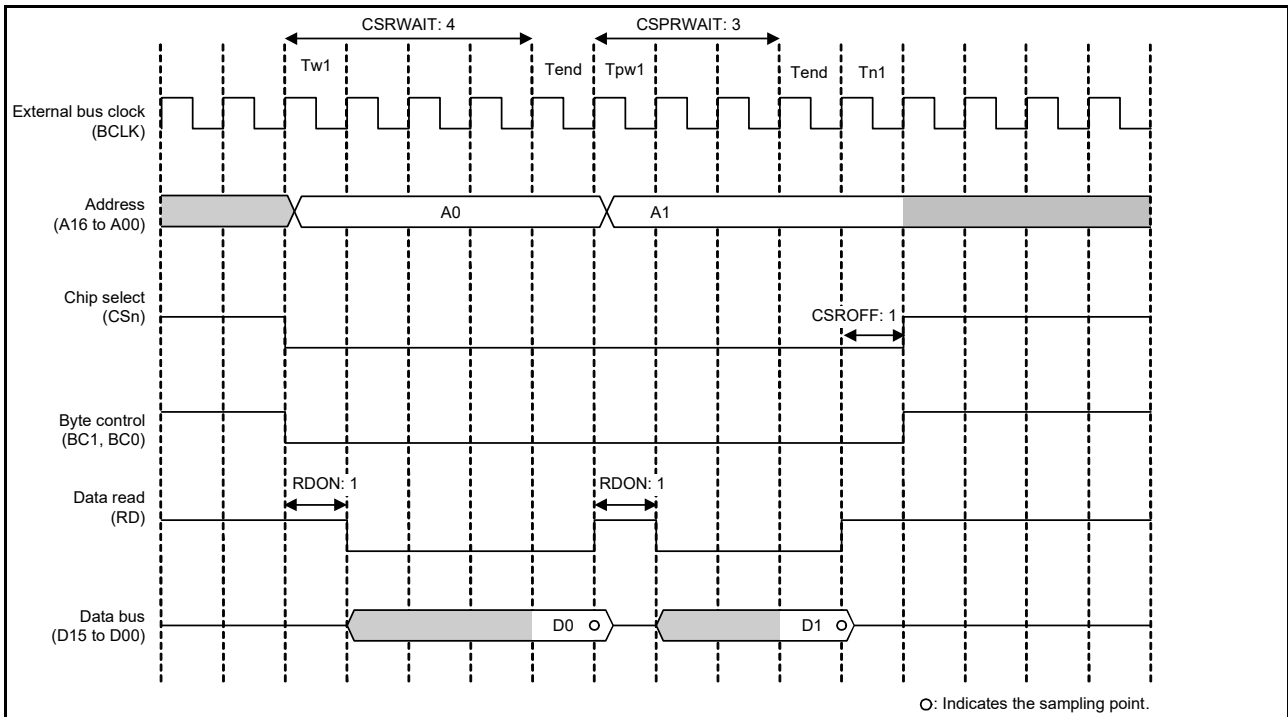 CSRWAIT: 4
CSPRWAIT: 3
Tw1
Tend
Tpw1
Tend
Tn1
External bus clock
(BCLK)
Address
(A16 to A00)
A0
A1
Chip select
(CSn)
CSROFF: 1
Byte control
(BC1, BC0)
RDON: 1
RDON: 1
Data read
(RD)
Data bus
(D15 to D00)
D0
D1
: Indicates the sampling point.